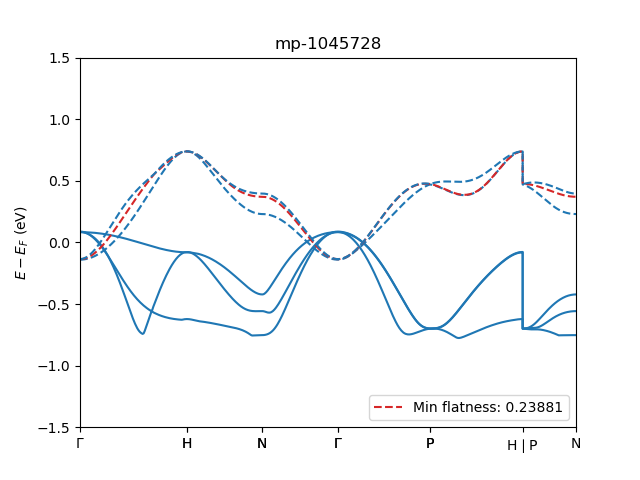 mp-1045728
E − E_F (eV)
1.5
1.0
0.5
0.0
−0.5
−1.0
−1.5
Min flatness: 0.23881
Γ H N Γ P H | P N